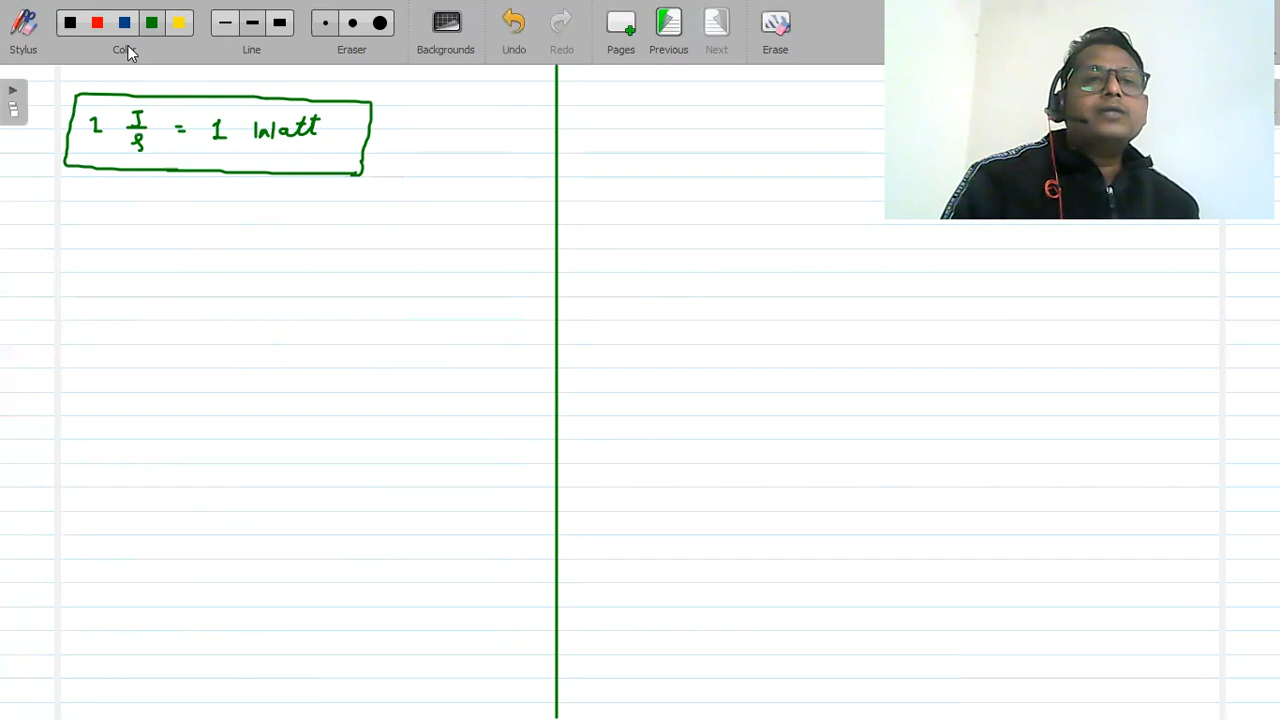 Stylus Color Line Eraser Backgrounds Undo Redo Pages Previous Next Erase
1 J/s = 1 Watt